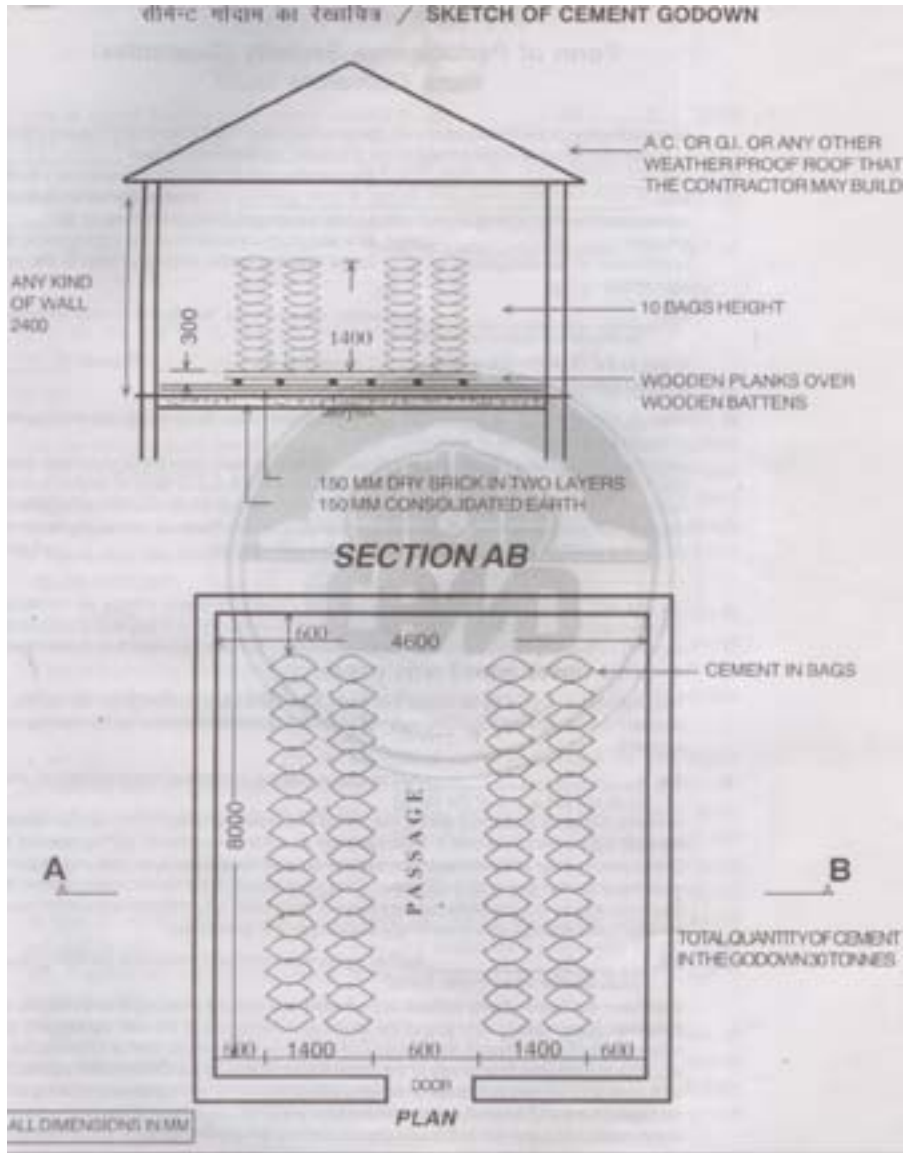 सीमेन्ट गोदाम का रेखाचित्र / SKETCH OF CEMENT GODOWN
A.C. OR G.I. OR ANY OTHER
WEATHER PROOF ROOF THAT
THE CONTRACTOR MAY BUILD
ANY KIND
OF WALL
2400
300
1400
10 BAGS HEIGHT
WOODEN PLANKS OVER
WOODEN BATTENS
150 MM DRY BRICK IN TWO LAYERS
150 MM CONSOLIDATED EARTH
SECTION AB
600
4600
CEMENT IN BAGS
8000
PASSAGE
A
B
TOTAL QUANTITY OF CEMENT
IN THE GODOWN 30 TONNES
600 1400 600 1400 600
DOOR
PLAN
ALL DIMENSIONS IN MM